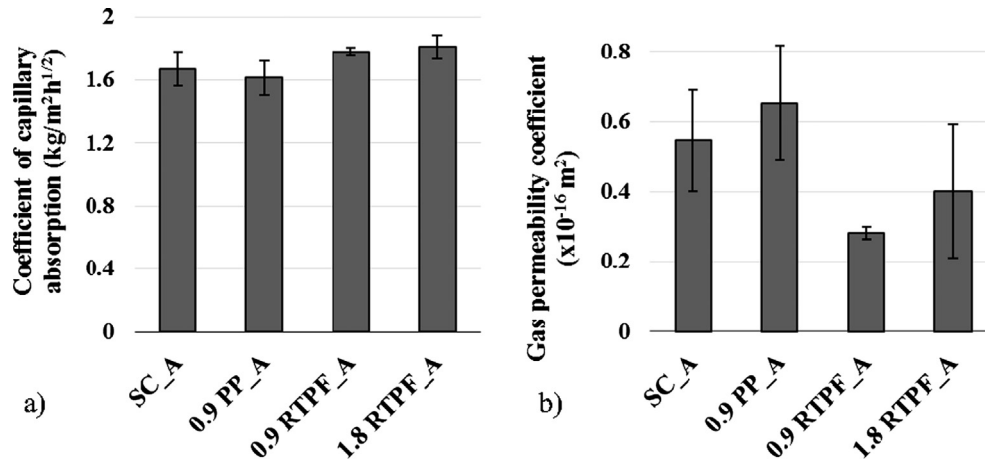 Coefficient of capillary
absorption (kg/m²h¹/²)
2
1.6
1.2
0.8
0.4
0
SC_A
0.9 PP_A
0.9 RTPF_A
1.8 RTPF_A
a)
Gas permeability coefficient
(x10⁻¹⁶ m²)
0.8
0.6
0.4
0.2
0
SC_A
0.9 PP_A
0.9 RTPF_A
1.8 RTPF_A
b)